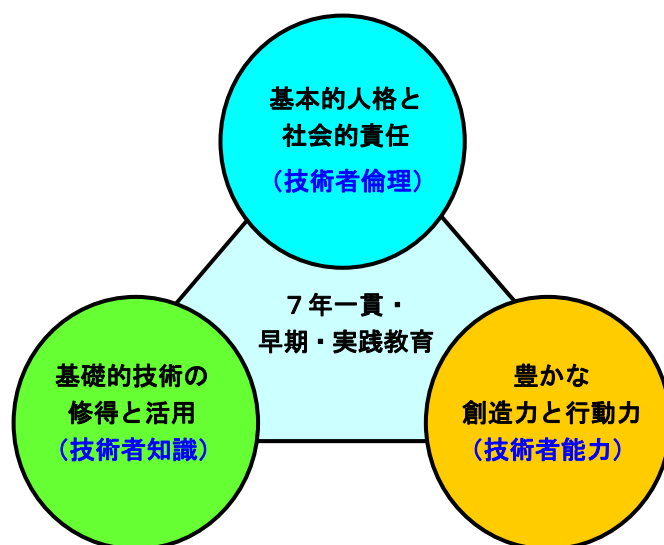 基本的人格と
社会的責任
（技術者倫理）
７年一貫・
早期・実践教育
基礎的技術の
修得と活用
（技術者知識）
豊かな
創造力と行動力
（技術者能力）